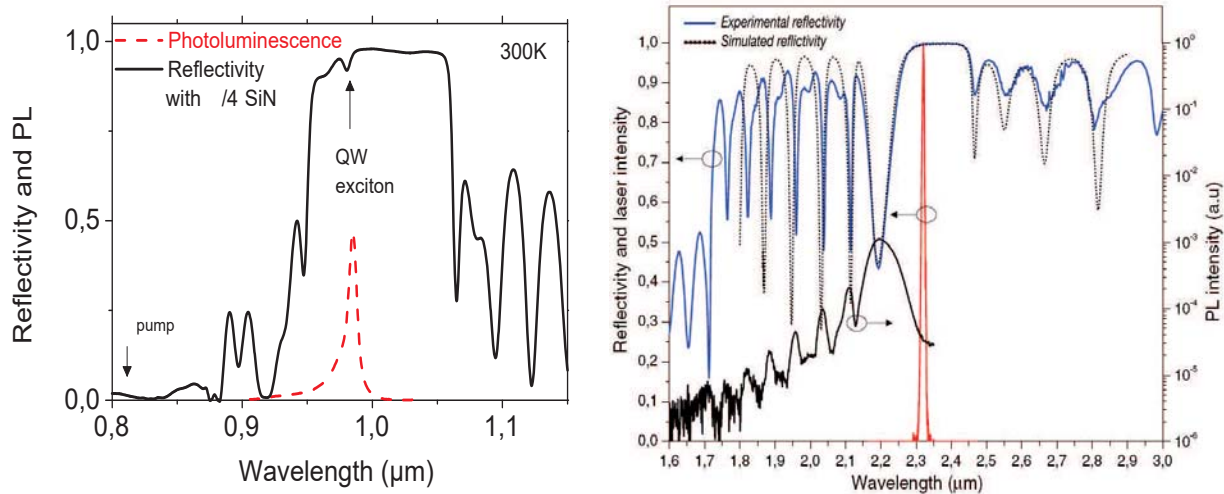 Photoluminescence
Reflectivity
with /4 SiN
300K
QW
exciton
pump
Reflectivity and PL
1,0
0,5
0,0
0,8
0,9
1,0
1,1
Wavelength (µm)
Experimental reflectivity
Simulated reflictivity
Reflectivity and laser intensity
1,0
0,9
0,8
0,7
0,6
0,5
0,4
0,3
0,2
0,1
0,0
10⁰
10⁻¹
10⁻²
10⁻³
10⁻⁴
10⁻⁵
10⁻⁶
PL intensity (a.u)
1,6 1,7 1,8 1,9 2,0 2,1 2,2 2,3 2,4 2,5 2,6 2,7 2,8 2,9 3,0
Wavelength (µm)